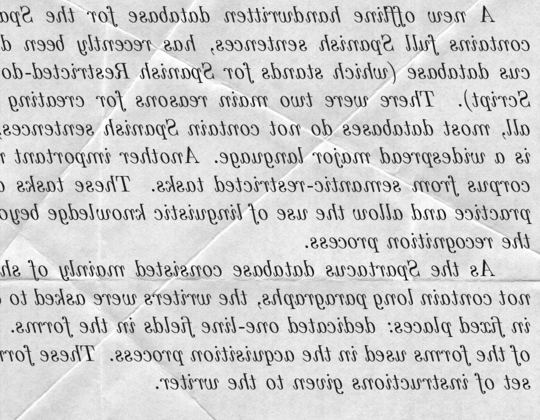 A new offline handwritten database for the Spa
contains full Spanish sentences, has recently been d
cus database (which stands for Spanish Restricted-do
Script). There were two main reasons for creating
all, most databases do not contain Spanish sentences,
is a widespread major language. Another important r
corpus from semantic-restricted tasks. These tasks a
practice and allow the use of linguistic knowledge beyo
the recognition process.
As the Spartacus database consisted mainly of sh
not contain long paragraphs, the writers were asked to c
in fixed places: dedicated one-line fields in the forms.
of the forms used in the acquisition process. These form
set of instructions given to the writer.